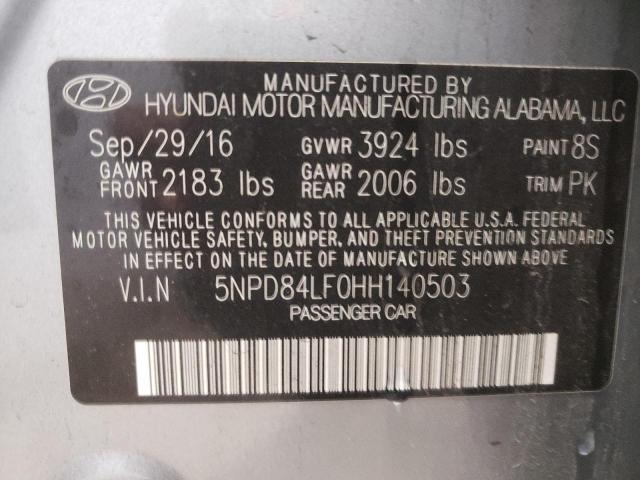 MANUFACTURED BY
HYUNDAI MOTOR MANUFACTURING ALABAMA, LLC
Sep/29/16 GVWR 3924 lbs PAINT 8S
GAWR FRONT 2183 lbs GAWR REAR 2006 lbs TRIM PK
THIS VEHICLE CONFORMS TO ALL APPLICABLE U.S.A. FEDERAL
MOTOR VEHICLE SAFETY, BUMPER, AND THEFT PREVENTION STANDARDS
IN EFFECT ON THE DATE OF MANUFACTURE SHOWN ABOVE
V.I.N 5NPD84LF0HH140503
PASSENGER CAR